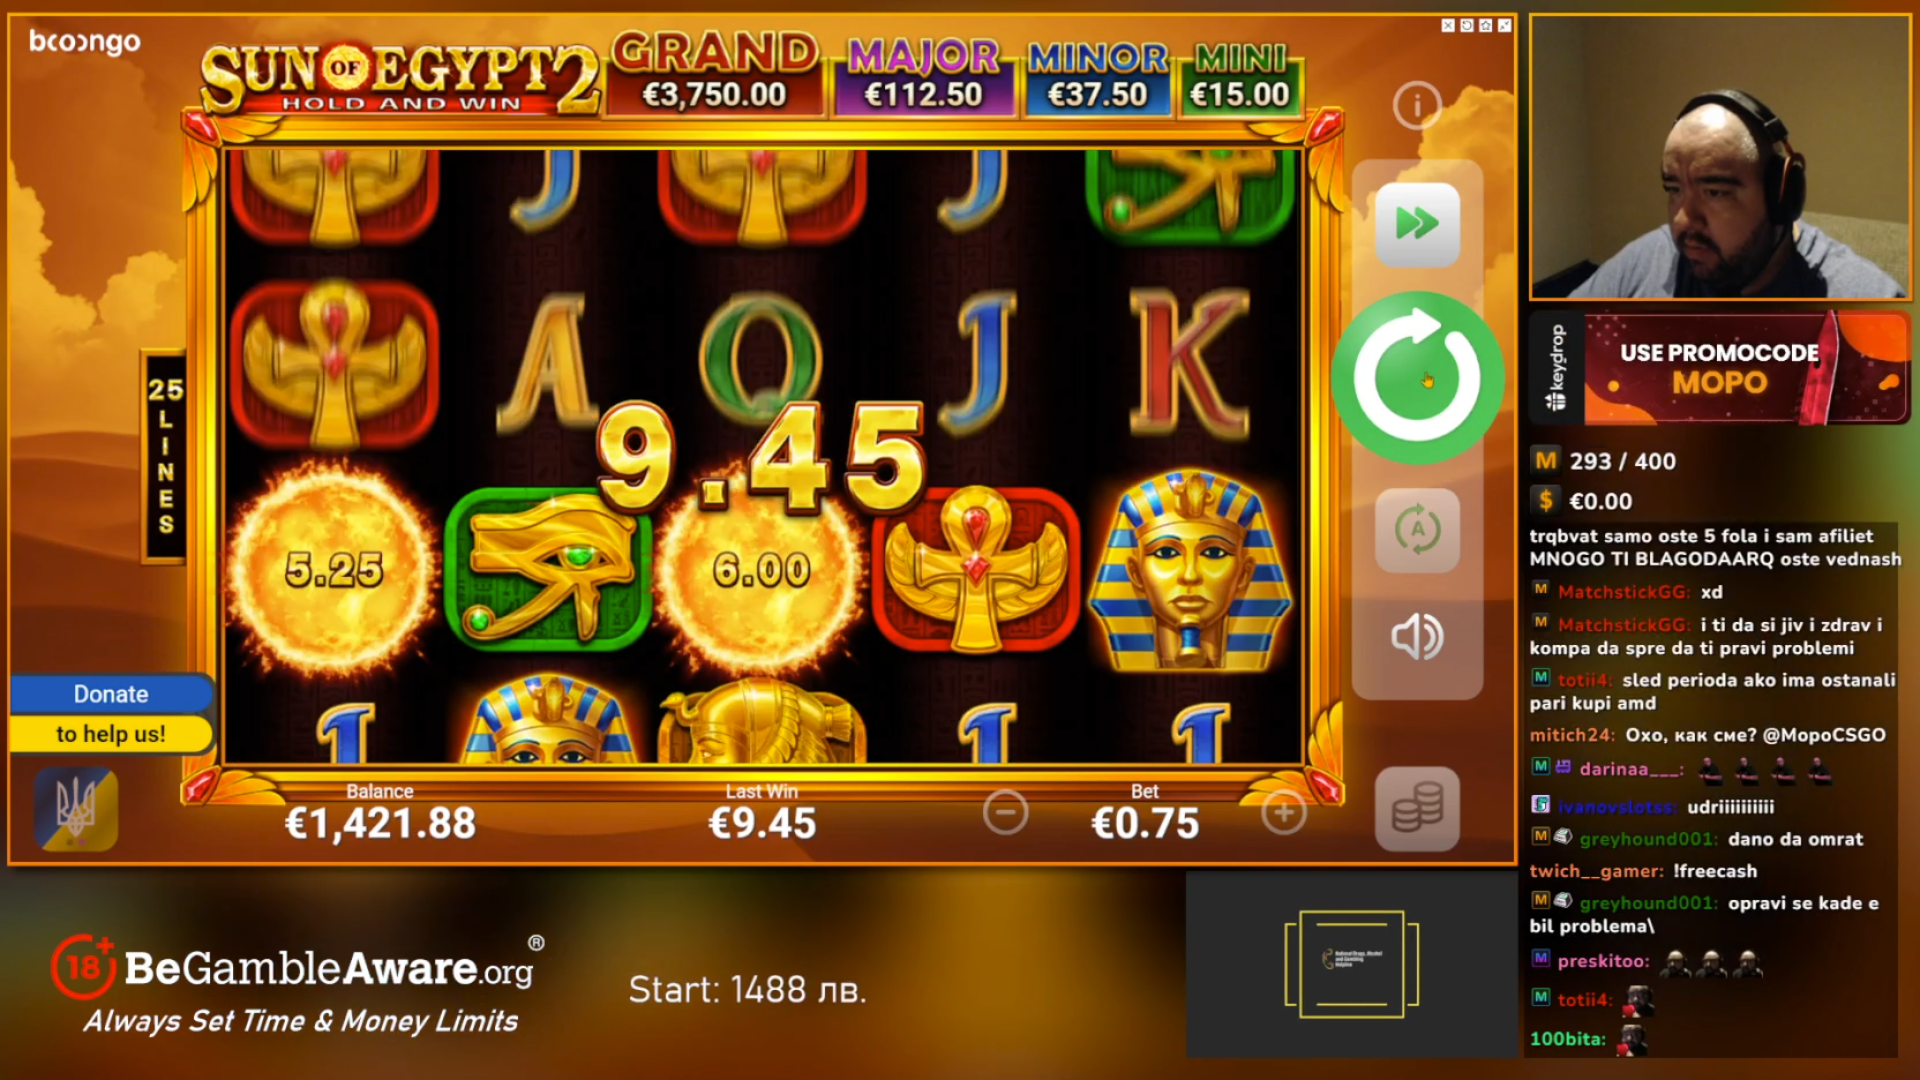 booongo
SUN OF EGYPT 2
HOLD AND WIN
GRAND
€3,750.00
MAJOR
€112.50
MINOR
€37.50
MINI
€15.00
J
J
A
Q
J
K
25
LINES
9.45
5.25
6.00
J
J
J
Donate
to help us!
Balance
€1,421.88
Last Win
€9.45
Bet
€0.75
18+
BeGambleAware.org®
Always Set Time & Money Limits
Start: 1488 лв.
keydrop
USE PROMOCODE
MOPO
M 293 / 400
$ €0.00
trqbvat samo oste 5 fola i sam afiliet
MNOGO TI BLAGODAARQ oste vednash
M MatchstickGG: xd
M MatchstickGG: i ti da si jiv i zdrav i
kompa da spre da ti pravi problemi
M totii4: sled perioda ako ima ostanali
pari kupi amd
mitich24: Охо, как сме? @MopoCSGO
M darinaa___:
ivanovslotss: udriiiiiiiiii
M greyhound001: dano da omrat
twich__gamer: !freecash
M greyhound001: opravi se kade e
bil problema\
M preskitoo:
M totii4:
100bita: